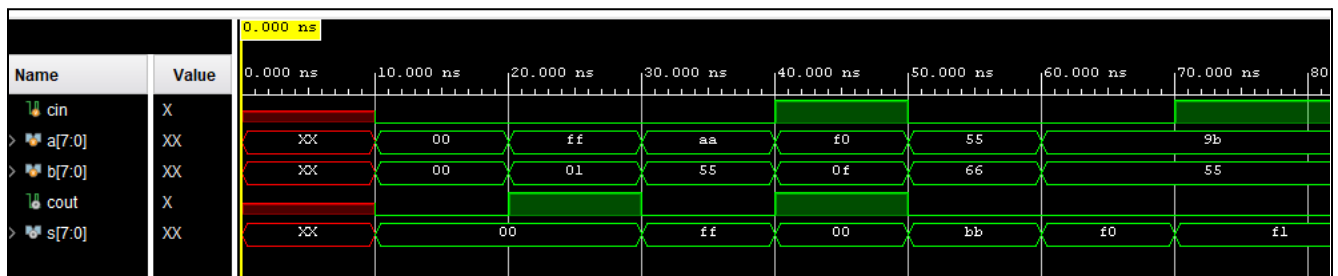 0.000 ns
Name Value 0.000 ns 10.000 ns 20.000 ns 30.000 ns 40.000 ns 50.000 ns 60.000 ns 70.000 ns 80
cin X
a[7:0] XX XX 00 ff aa f0 55 9b
b[7:0] XX XX 00 01 55 0f 66 55
cout X
s[7:0] XX XX 00 ff 00 bb f0 f1